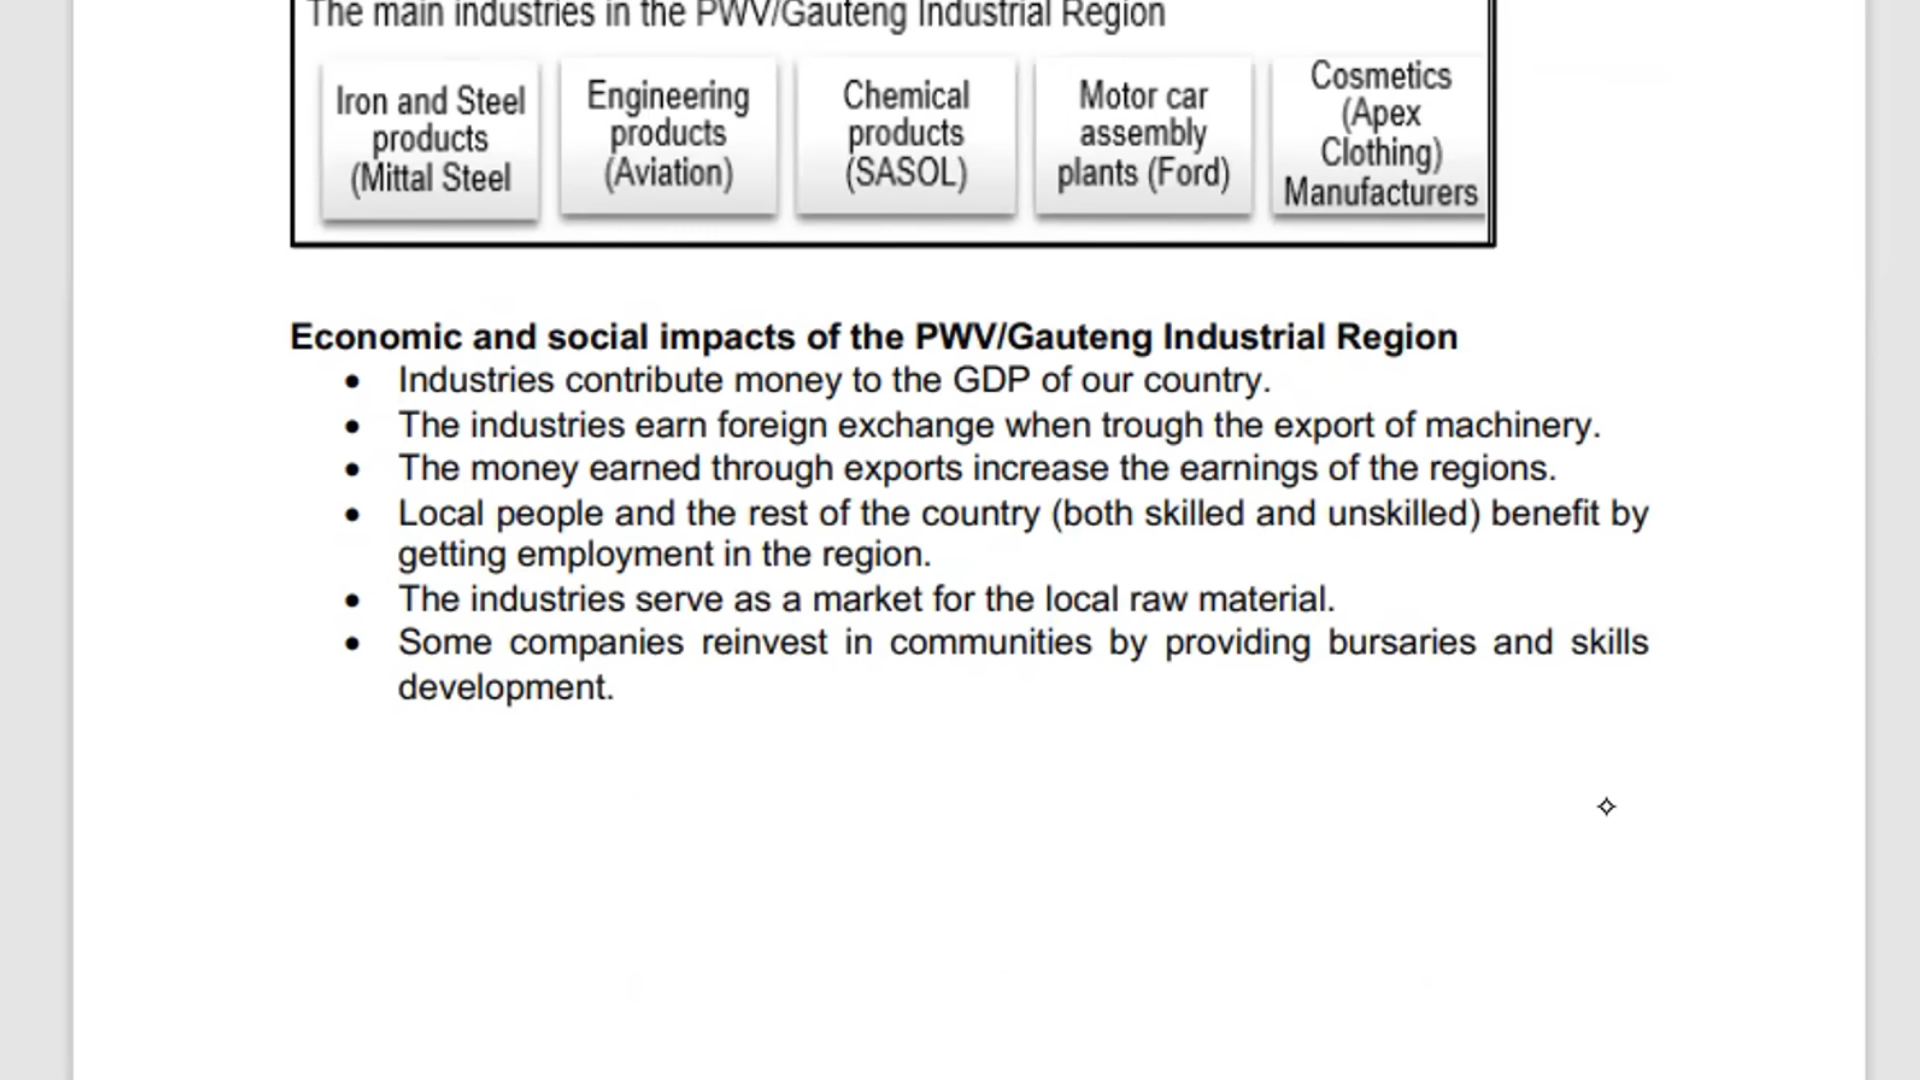 The main industries in the PWV/Gauteng Industrial Region
Iron and Steel
products
(Mittal Steel
Engineering
products
(Aviation)
Chemical
products
(SASOL)
Motor car
assembly
plants (Ford)
Cosmetics
(Apex
Clothing)
Manufacturers
Economic and social impacts of the PWV/Gauteng Industrial Region
• Industries contribute money to the GDP of our country.
• The industries earn foreign exchange when trough the export of machinery.
• The money earned through exports increase the earnings of the regions.
• Local people and the rest of the country (both skilled and unskilled) benefit by
getting employment in the region.
• The industries serve as a market for the local raw material.
• Some companies reinvest in communities by providing bursaries and skills
development.